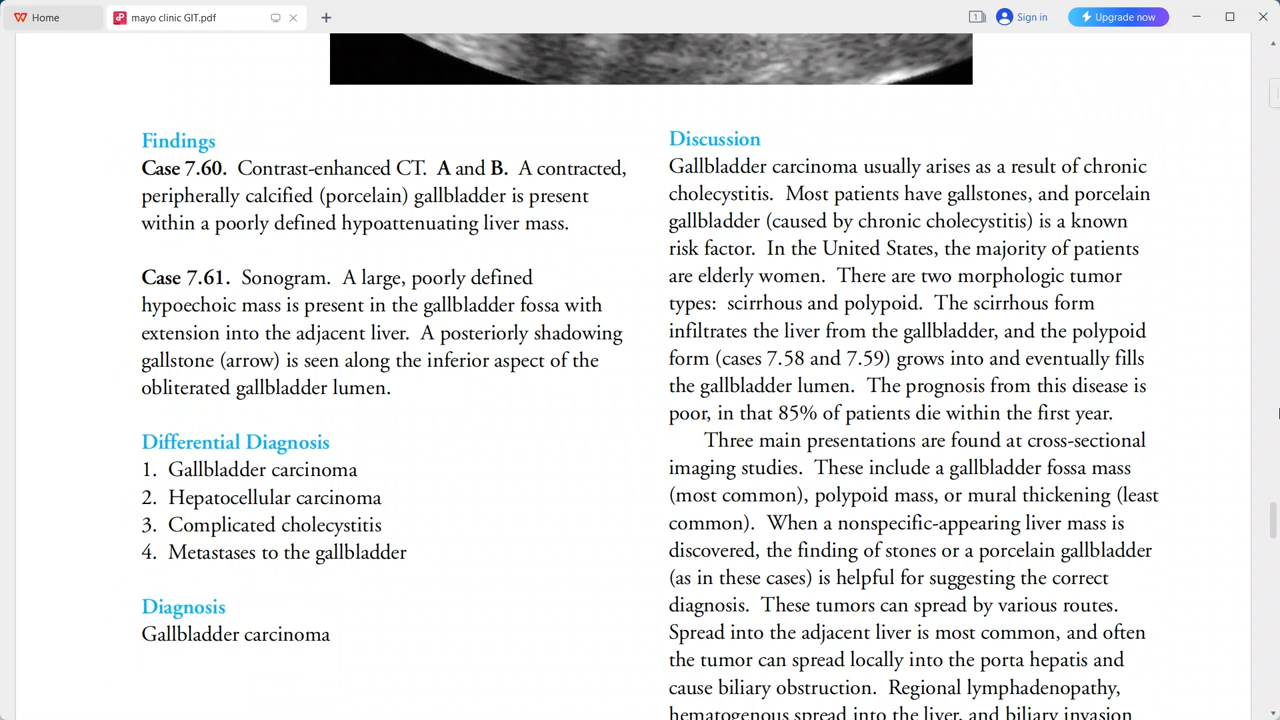 Home
mayo clinic GIT.pdf
1
Sign in
Upgrade now
Findings
Case 7.60. Contrast-enhanced CT. A and B. A contracted,
peripherally calcified (porcelain) gallbladder is present
within a poorly defined hypoattenuating liver mass.
Case 7.61. Sonogram. A large, poorly defined
hypoechoic mass is present in the gallbladder fossa with
extension into the adjacent liver. A posteriorly shadowing
gallstone (arrow) is seen along the inferior aspect of the
obliterated gallbladder lumen.
Differential Diagnosis
1. Gallbladder carcinoma
2. Hepatocellular carcinoma
3. Complicated cholecystitis
4. Metastases to the gallbladder
Diagnosis
Gallbladder carcinoma
Discussion
Gallbladder carcinoma usually arises as a result of chronic
cholecystitis. Most patients have gallstones, and porcelain
gallbladder (caused by chronic cholecystitis) is a known
risk factor. In the United States, the majority of patients
are elderly women. There are two morphologic tumor
types: scirrhous and polypoid. The scirrhous form
infiltrates the liver from the gallbladder, and the polypoid
form (cases 7.58 and 7.59) grows into and eventually fills
the gallbladder lumen. The prognosis from this disease is
poor, in that 85% of patients die within the first year.
Three main presentations are found at cross-sectional
imaging studies. These include a gallbladder fossa mass
(most common), polypoid mass, or mural thickening (least
common). When a nonspecific-appearing liver mass is
discovered, the finding of stones or a porcelain gallbladder
(as in these cases) is helpful for suggesting the correct
diagnosis. These tumors can spread by various routes.
Spread into the adjacent liver is most common, and often
the tumor can spread locally into the porta hepatis and
cause biliary obstruction. Regional lymphadenopathy,
hematogenous spread into the liver, and biliary invasion